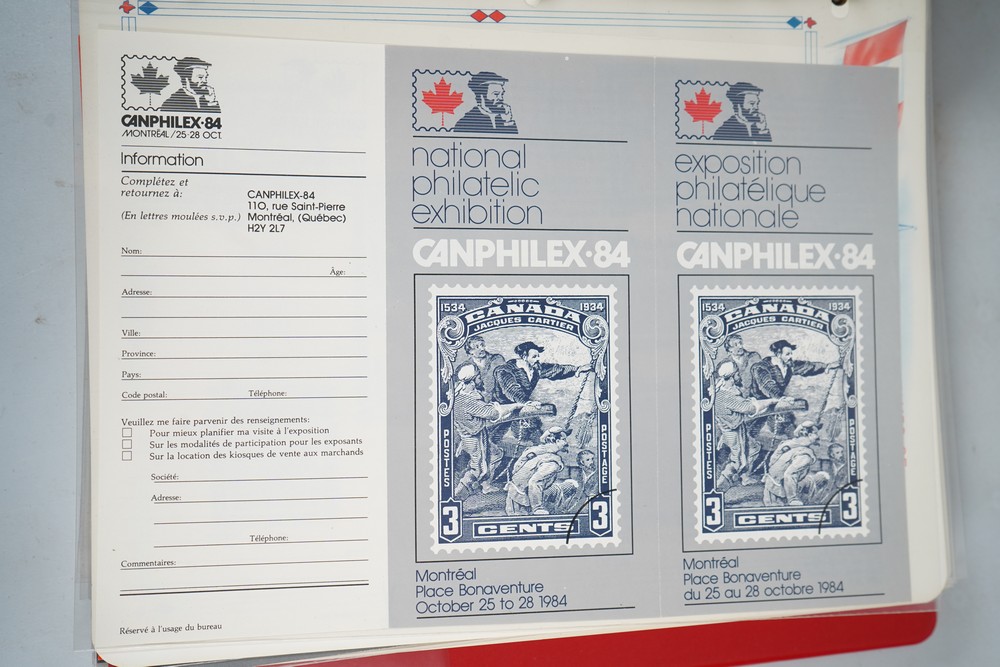 CANPHILEX·84
MONTRÉAL/25-28 OCT.
Information
Complétez et
retournez à:
(En lettres moulées s.v.p.)
CANPHILEX-84
110, rue Saint-Pierre
Montréal, (Québec)
H2Y 2L7
Nom:
Âge:
Adresse:
Ville:
Province:
Pays:
Code postal: Téléphone:
Veuillez me faire parvenir des renseignements:
Pour mieux planifier ma visite à l'exposition
Sur les modalités de participation pour les exposants
Sur la location des kiosques de vente aux marchands
Société:
Adresse:
Téléphone:
Commentaires:
Réservé à l'usage du bureau
national
philatelic
exhibition
CANPHILEX·84
1534 1934
CANADA
JACQUES CARTIER
POSTES
POSTAGE
3 CENTS 3
Montréal
Place Bonaventure
October 25 to 28 1984
exposition
philatélique
nationale
CANPHILEX·84
1534 1934
CANADA
JACQUES CARTIER
POSTES
POSTAGE
3 CENTS 3
Montréal
Place Bonaventure
du 25 au 28 octobre 1984